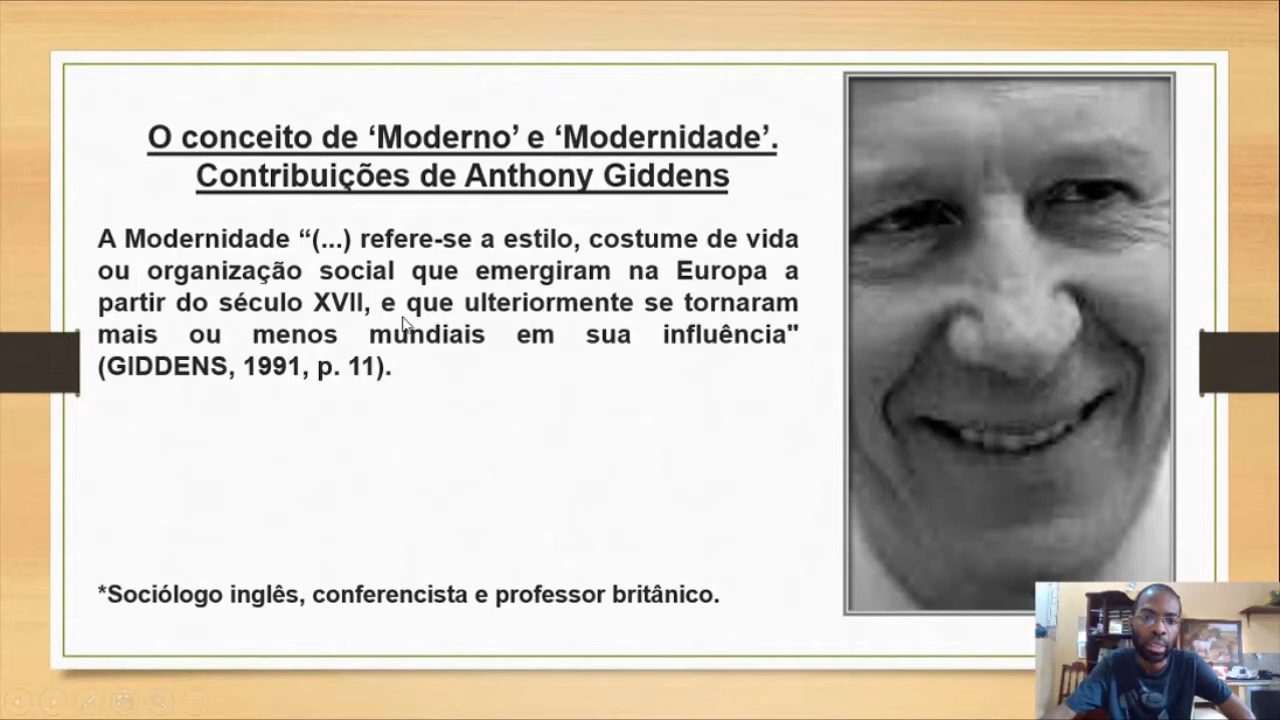 O conceito de ‘Moderno’ e ‘Modernidade’.
Contribuições de Anthony Giddens
A Modernidade “(...) refere-se a estilo, costume de vida
ou organização social que emergiram na Europa a
partir do século XVII, e que ulteriormente se tornaram
mais ou menos mundiais em sua influência"
(GIDDENS, 1991, p. 11).
*Sociólogo inglês, conferencista e professor britânico.